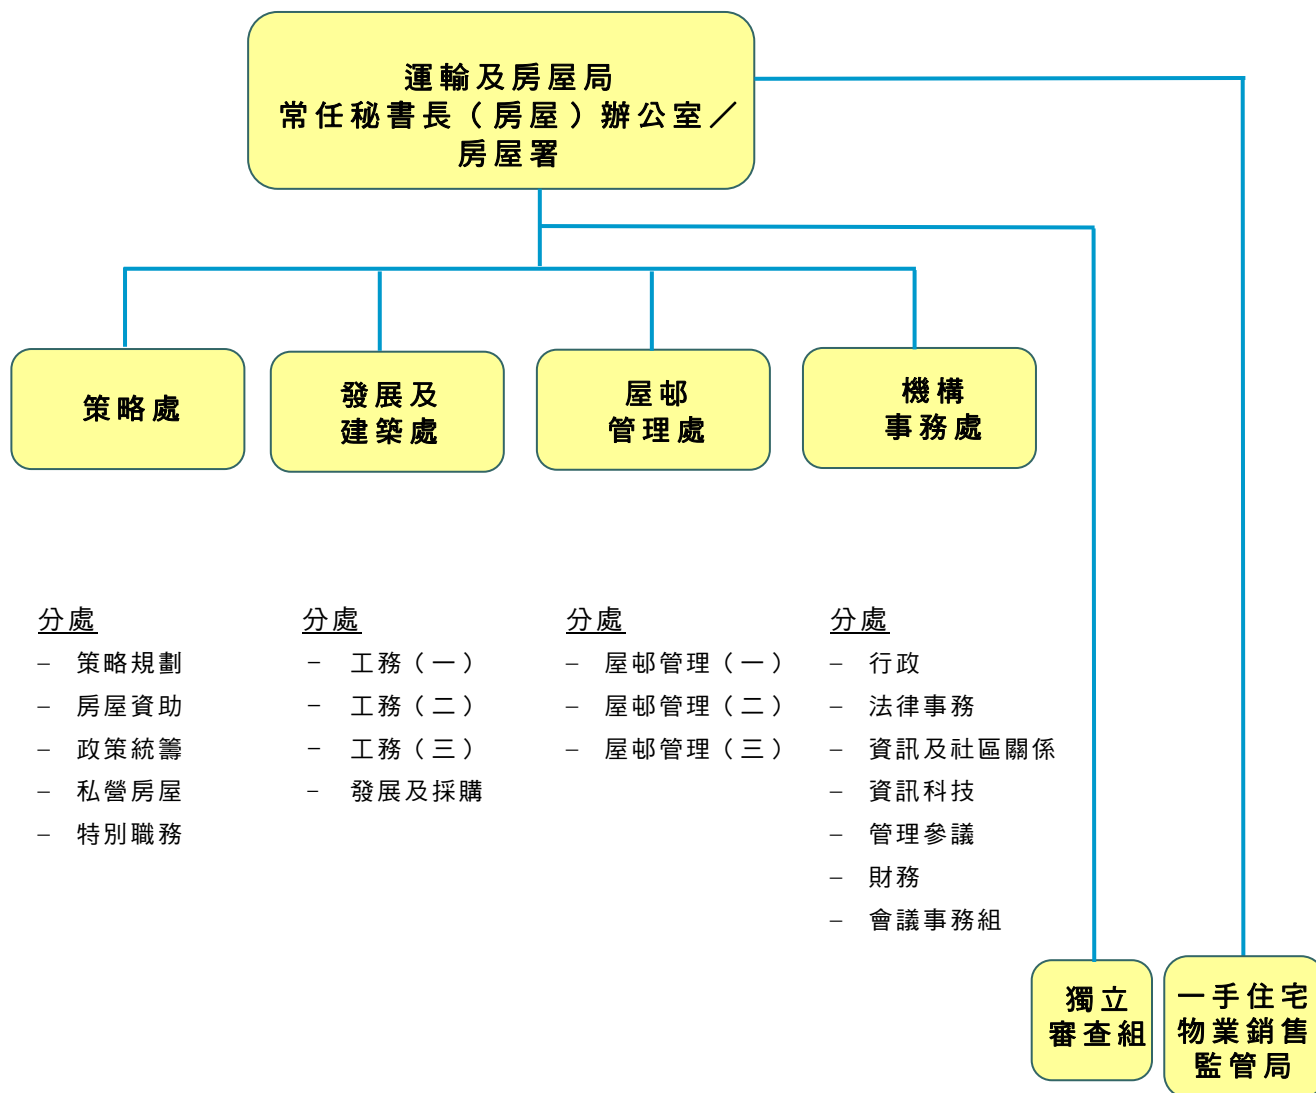 運輸及房屋局
常任秘書長（房屋）辦公室／
房屋署
策略處
發展及
建築處
屋邨
管理處
機構
事務處
分處
– 策略規劃
– 房屋資助
– 政策統籌
– 私營房屋
– 特別職務
分處
– 工務（一）
– 工務（二）
– 工務（三）
– 發展及採購
分處
– 屋邨管理（一）
– 屋邨管理（二）
– 屋邨管理（三）
分處
– 行政
– 法律事務
– 資訊及社區關係
– 資訊科技
– 管理參議
– 財務
– 會議事務組
獨立
審查組
一手住宅
物業銷售
監管局